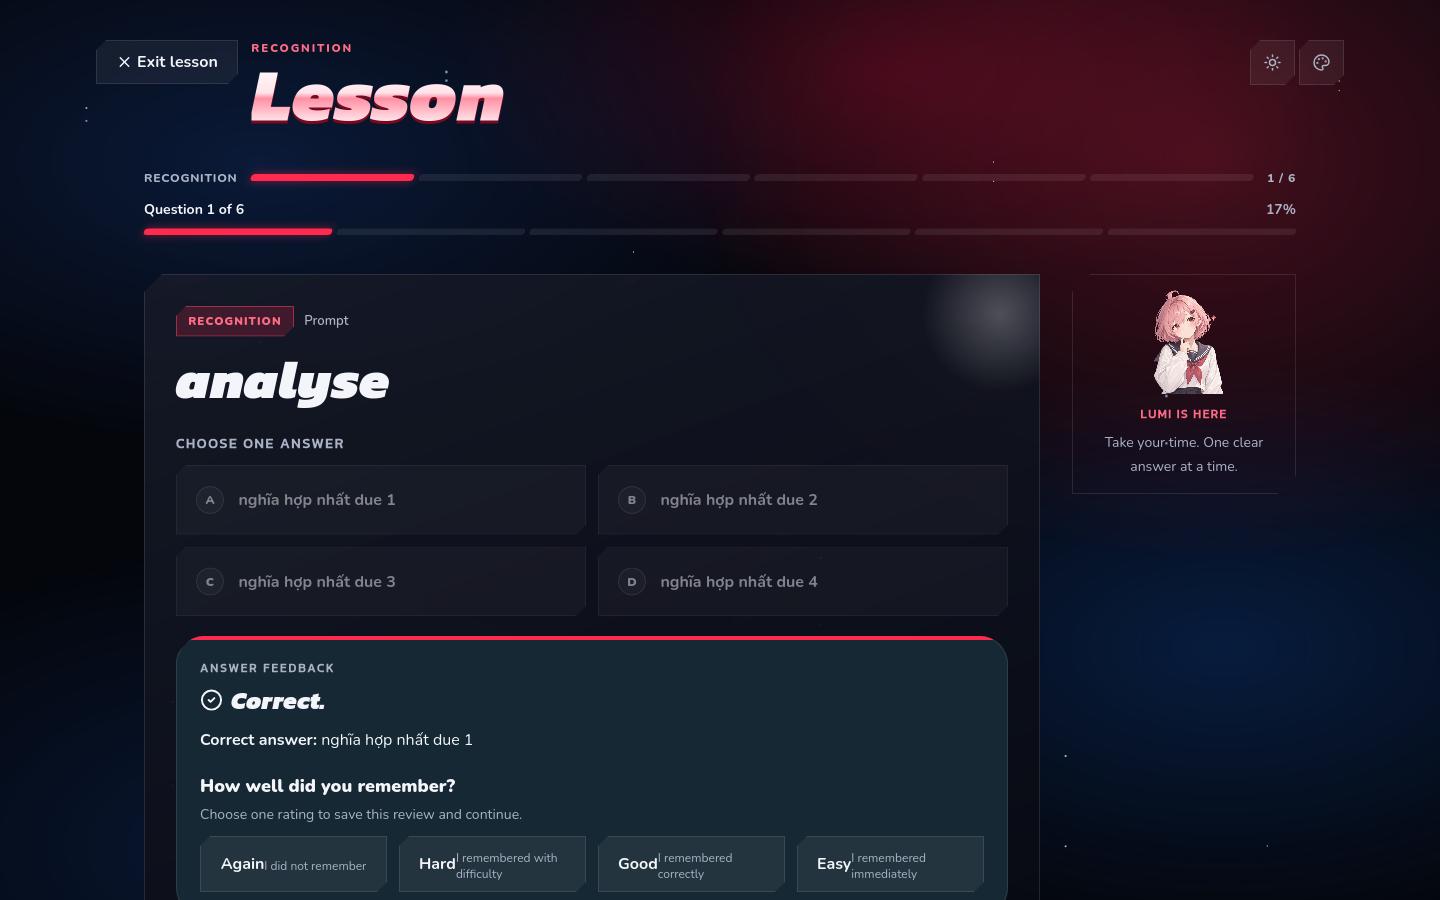 Exit lesson
RECOGNITION
Lesson
RECOGNITION
1 / 6
Question 1 of 6
17%
RECOGNITION
Prompt
analyse
CHOOSE ONE ANSWER
A
nghĩa hợp nhất due 1
B
nghĩa hợp nhất due 2
C
nghĩa hợp nhất due 3
D
nghĩa hợp nhất due 4
ANSWER FEEDBACK
Correct.
Correct answer: nghĩa hợp nhất due 1
How well did you remember?
Choose one rating to save this review and continue.
Again I did not remember
Hard I remembered with
difficulty
Good I remembered
correctly
Easy I remembered
immediately
LUMI IS HERE
Take your time. One clear
answer at a time.